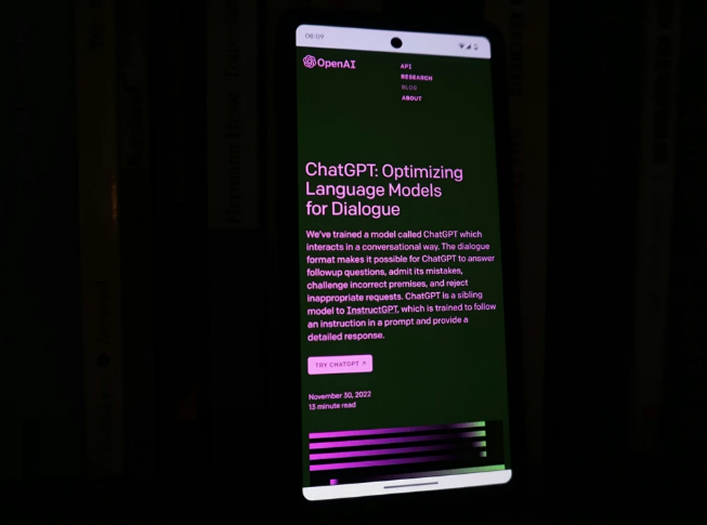 08:09
OpenAI
API
RESEARCH
BLOG
ABOUT
ChatGPT: Optimizing
Language Models
for Dialogue
We've trained a model called ChatGPT which
interacts in a conversational way. The dialogue
format makes it possible for ChatGPT to answer
followup questions, admit its mistakes,
challenge incorrect premises, and reject
inappropriate requests. ChatGPT is a sibling
model to InstructGPT, which is trained to follow
an instruction in a prompt and provide a
detailed response.
TRY CHATGPT ↗
November 30, 2022
13 minute read